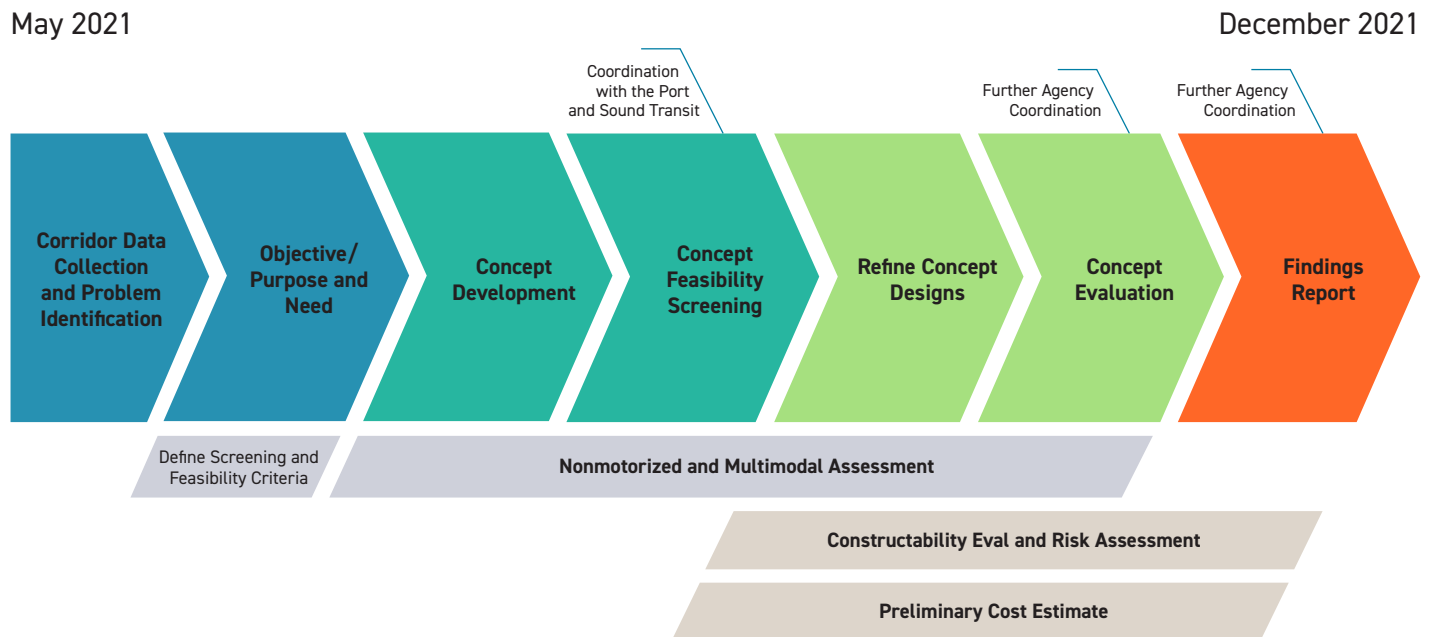 May 2021
December 2021
Coordination
with the Port
and Sound Transit
Further Agency
Coordination
Further Agency
Coordination
Corridor Data
Collection
and Problem
Identification
Objective/
Purpose and
Need
Concept
Development
Concept
Feasibility
Screening
Refine Concept
Designs
Concept
Evaluation
Findings
Report
Define Screening and
Feasibility Criteria
Nonmotorized and Multimodal Assessment
Constructability Eval and Risk Assessment
Preliminary Cost Estimate